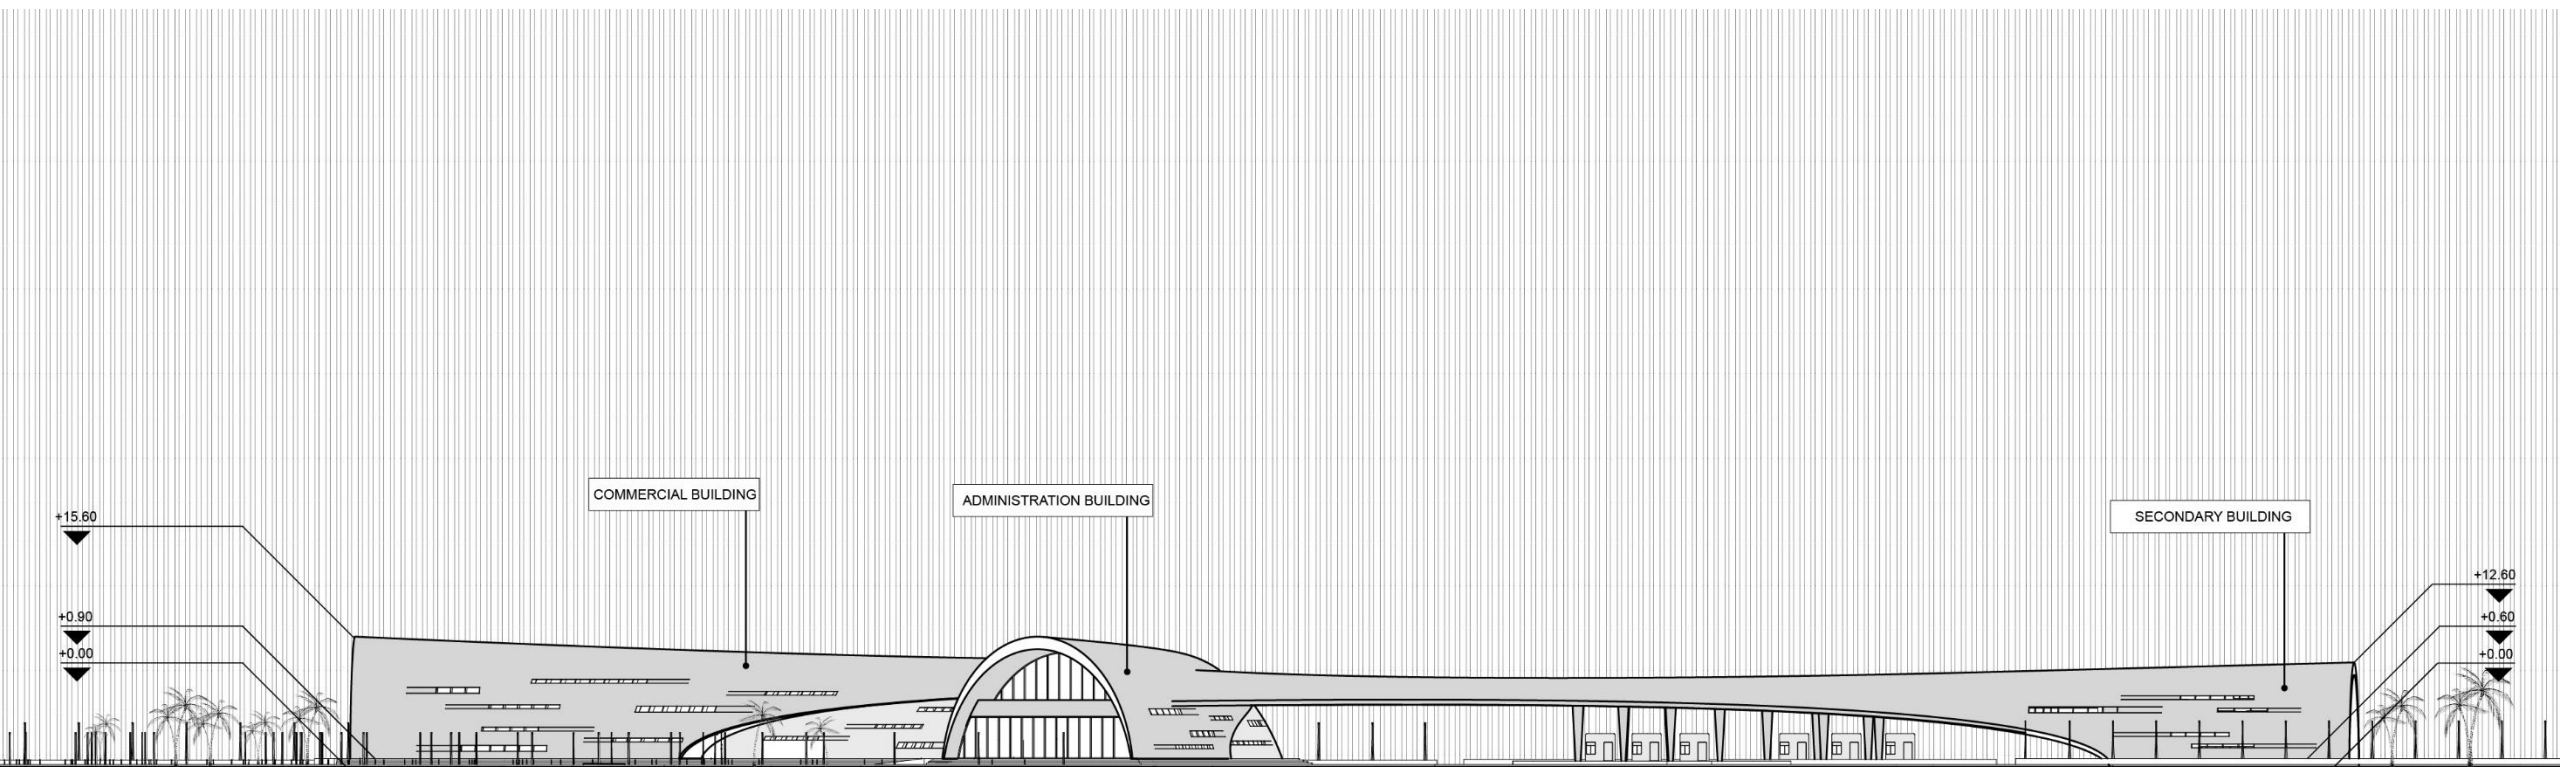 COMMERCIAL BUILDING
ADMINISTRATION BUILDING
SECONDARY BUILDING
+15.60
+0.90
+0.00
+12.60
+0.60
+0.00